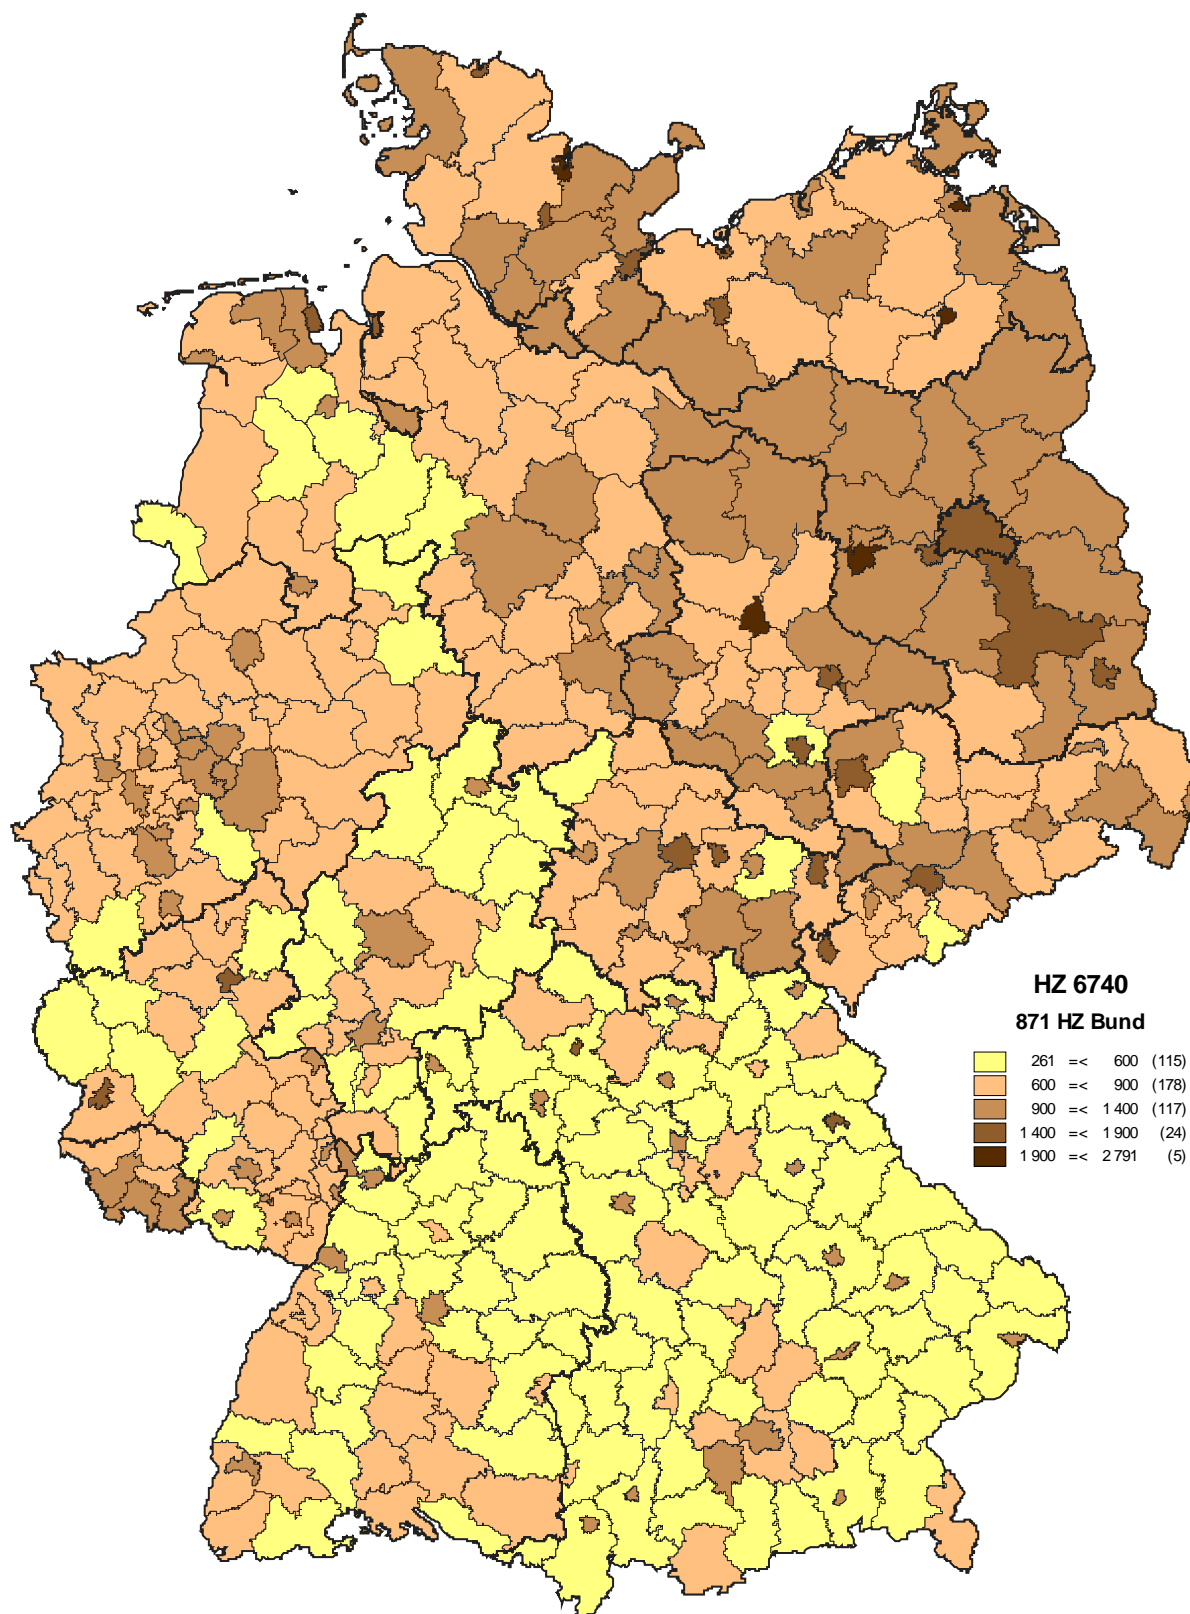 HZ 6740
871 HZ Bund
261 =< 600 (115)
600 =< 900 (178)
900 =< 1 400 (117)
1 400 =< 1 900 (24)
1 900 =< 2 791 (5)